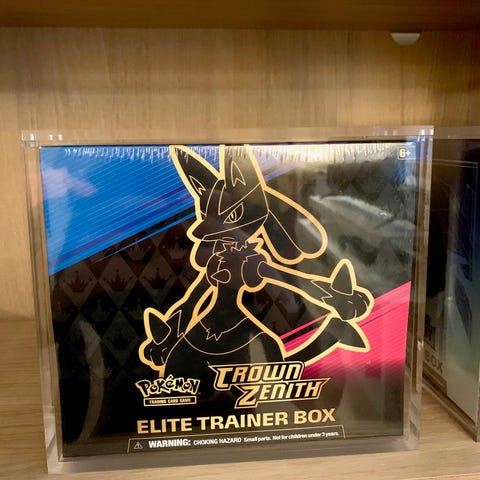 6+
Pokémon
TRADING CARD GAME
CROWN
ZENITH
ELITE TRAINER BOX
WARNING: CHOKING HAZARD Small parts. Not for children under 3 years.
BOX